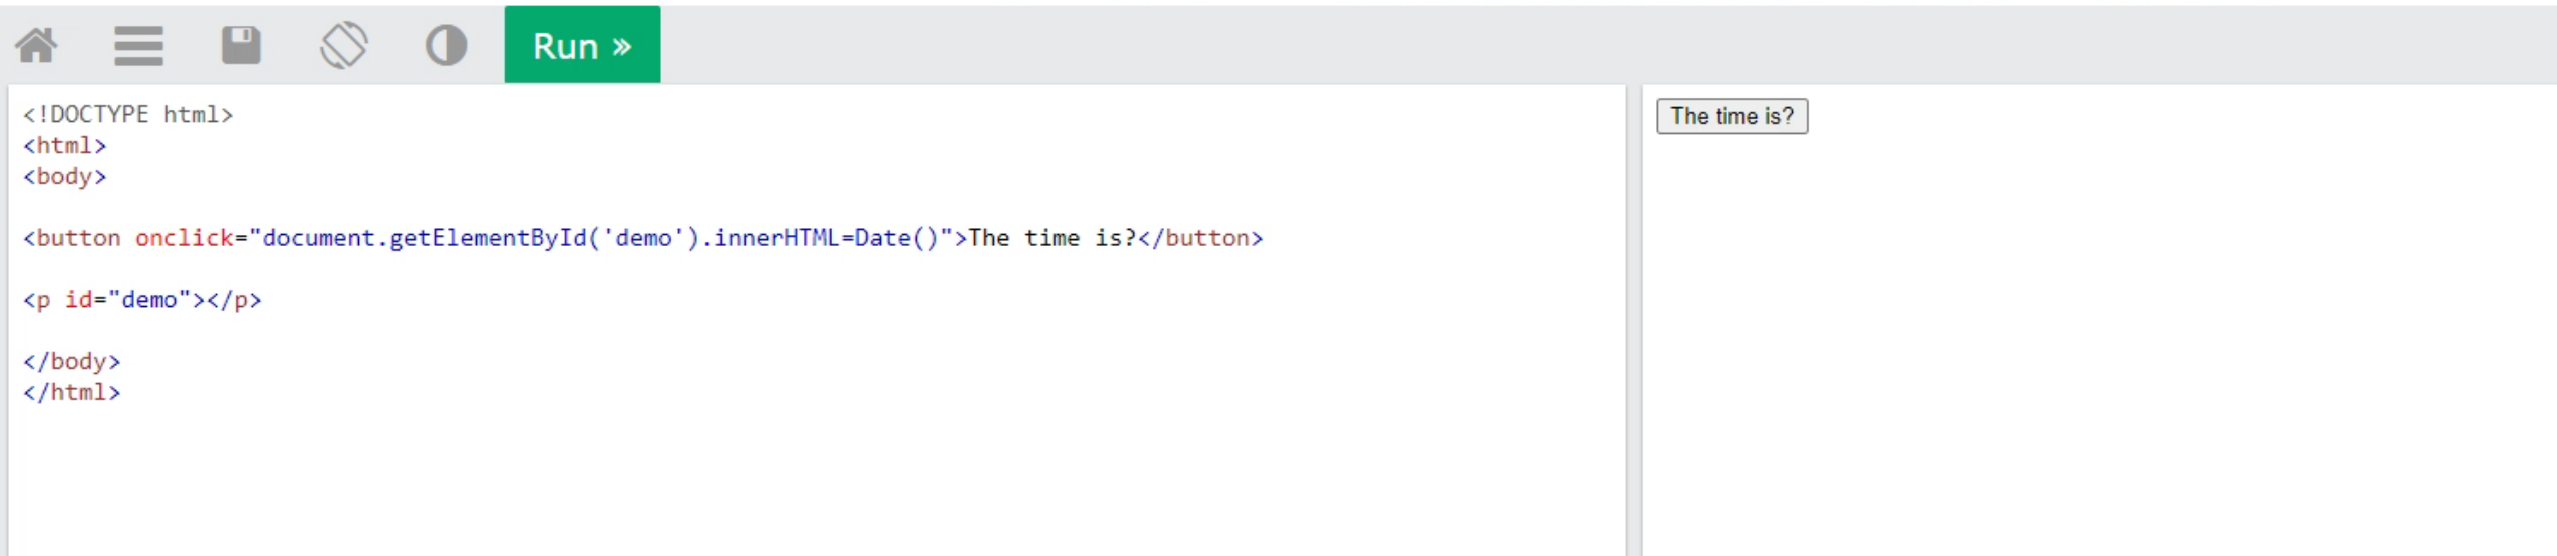 Run »
<!DOCTYPE html>
<html>
<body>
<button onclick="document.getElementById('demo').innerHTML=Date()">The time is?</button>
<p id="demo"></p>
</body>
</html>
The time is?